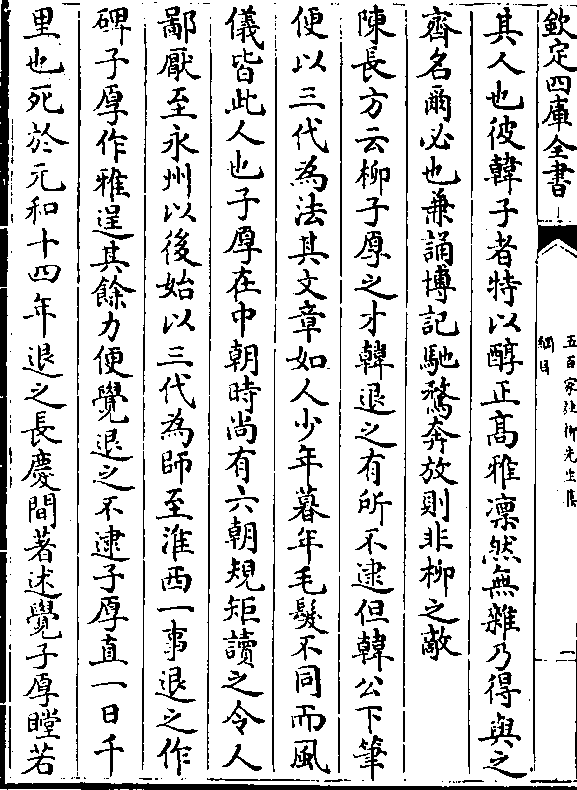 欽定四庫全書
五百家注柳先生集
綱目
一
其人也彼韓子者特以醇正髙雅凛然無雜乃得與之
齊名爾必也兼誦博記馳騖奔放則非柳之敵
陳長方云柳子厚之才韓退之有所不逮但韓公下筆
便以三代為法其文章如人少年暮年毛髮不同而風
儀皆此人也子厚在中朝時尚有六朝規矩讀之令人
鄙厭至永州以後始以三代為師至淮西一事退之作
碑子厚作雅逞其餘力便覺退之不逮子厚直一日千
里也死於元和十四年退之長慶間著述覺子厚瞠若